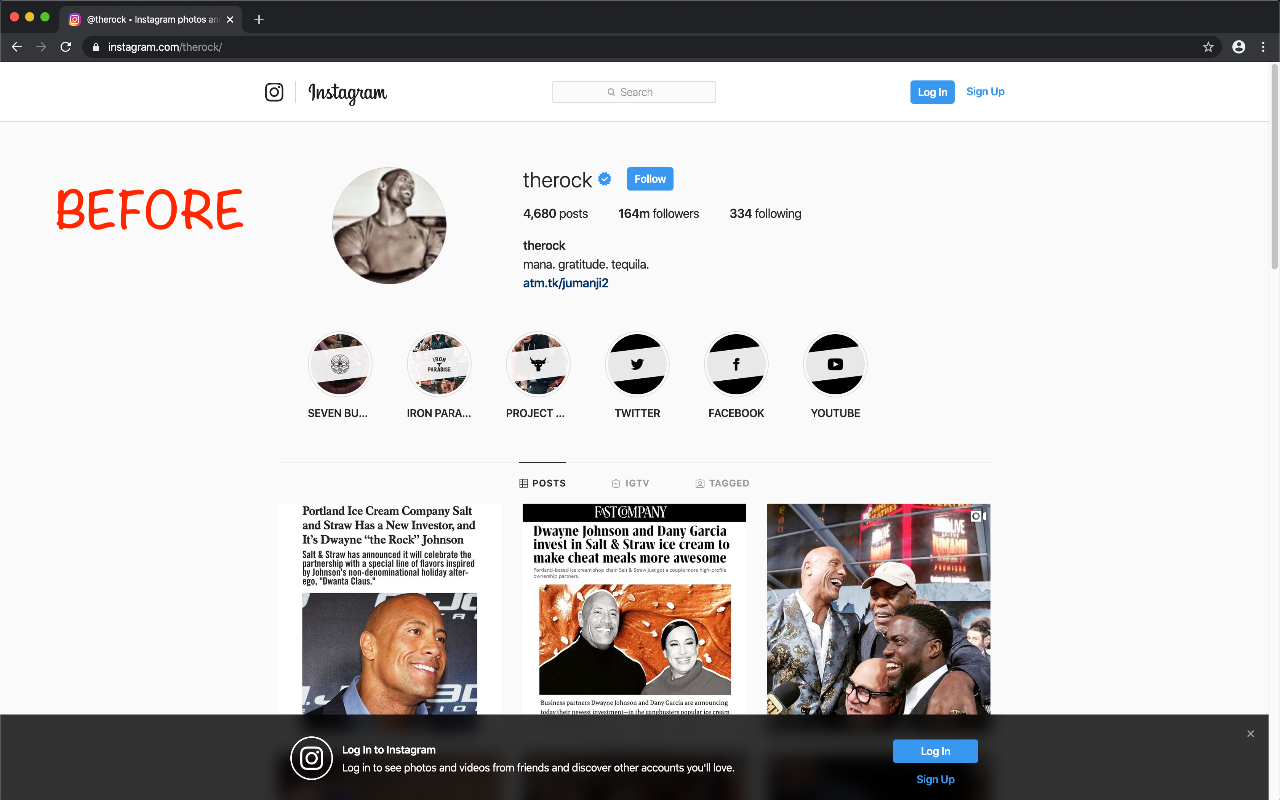 @therock • Instagram photos an
instagram.com/therock/
Instagram
Search
Log In
Sign Up
BEFORE
therock
Follow
4,680 posts
164m followers
334 following
therock
mana. gratitude. tequila.
atm.tk/jumanji2
IRON
PARADISE
SEVEN BU...
IRON PARA...
PROJECT ...
TWITTER
FACEBOOK
YOUTUBE
POSTS
IGTV
TAGGED
Portland Ice Cream Company Salt
and Straw Has a New Investor, and
It's Dwayne “the Rock” Johnson
Salt & Straw has announced it will celebrate the
partnership with a special line of flavors inspired
by Johnson's non-denominational holiday alter-
ego, "Dwanta Claus."
FAST COMPANY
Dwayne Johnson and Dany Garcia
invest in Salt & Straw ice cream to
make cheat meals more awesome
Portland-based ice cream shop chain Salt & Straw just got a couple more high-profile
ownership partners.
Business partners Dwayne Johnson and Dany Garcia are announcing
today their newest investment—in the gangbusters popular ice cream
LIVE
JUMANJI
Log In to Instagram
Log in to see photos and videos from friends and discover other accounts you'll love.
Log In
Sign Up